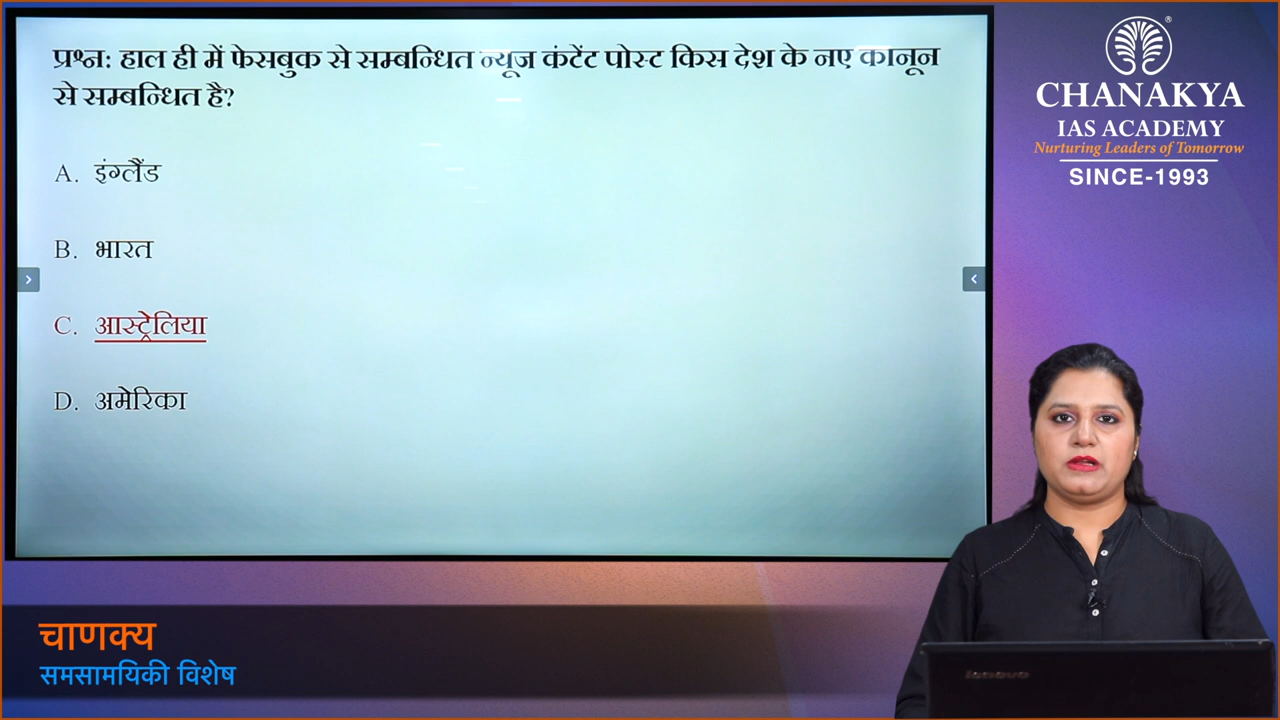 प्रश्न: हाल ही में फेसबुक से सम्बन्धित न्यूज कंटेंट पोस्ट किस देश के नए कानून
से सम्बन्धित है?
A. इंग्लैंड
B. भारत
C. आस्ट्रेलिया
D. अमेरिका
CHANAKYA
IAS ACADEMY
Nurturing Leaders of Tomorrow
SINCE-1993
चाणक्य
समसामयिकी विशेष
lenovo